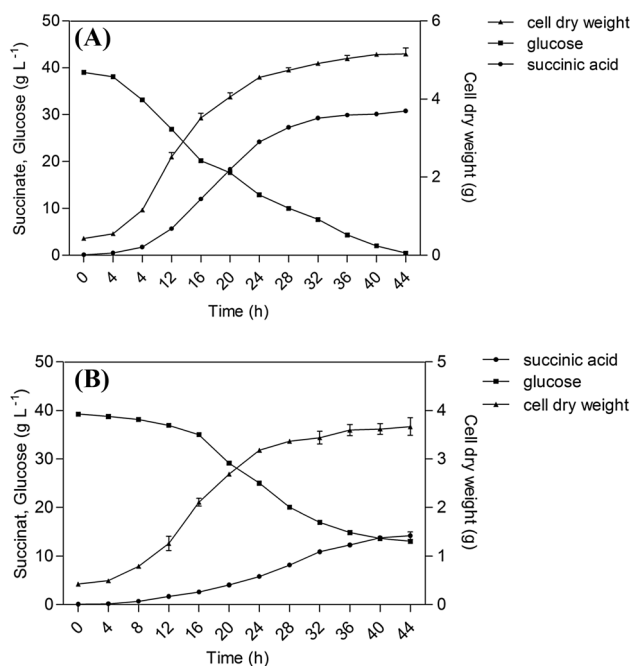 (A)
cell dry weight
glucose
succinic acid
Succinate, Glucose (g L⁻¹)
50
40
30
20
10
0
6
4
2
0
Cell dry weight (g)
0 4 4 12 16 20 24 28 32 36 40 44
Time (h)
(B)
succinic acid
glucose
cell dry weight
Succinat, Glucose (g L⁻¹)
50
40
30
20
10
0
5
4
3
2
1
0
Cell dry weight (g)
0 4 8 12 16 20 24 28 32 36 40 44
Time (h)